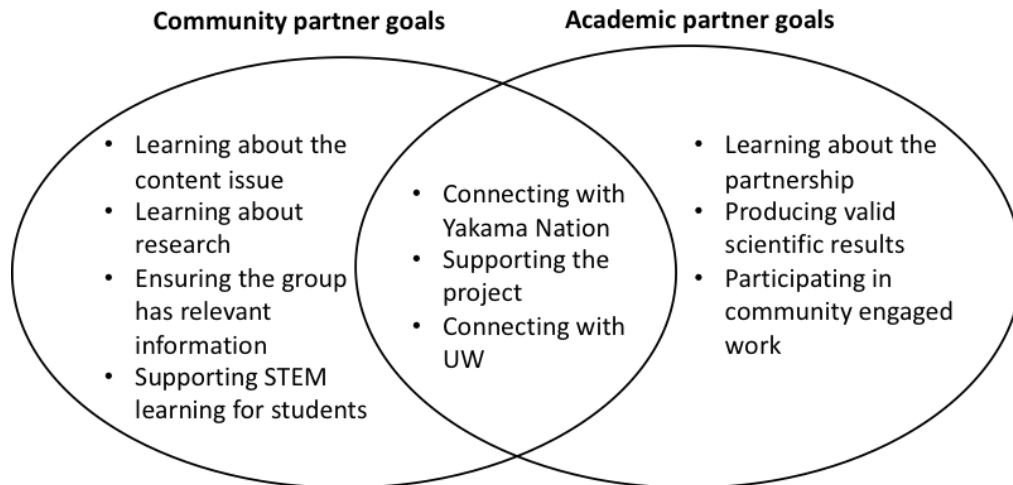 Community partner goals
Academic partner goals
• Learning about the
content issue
• Learning about
research
• Ensuring the group
has relevant
information
• Supporting STEM
learning for students
• Connecting with
Yakama Nation
• Supporting the
project
• Connecting with
UW
• Learning about the
partnership
• Producing valid
scientific results
• Participating in
community engaged
work